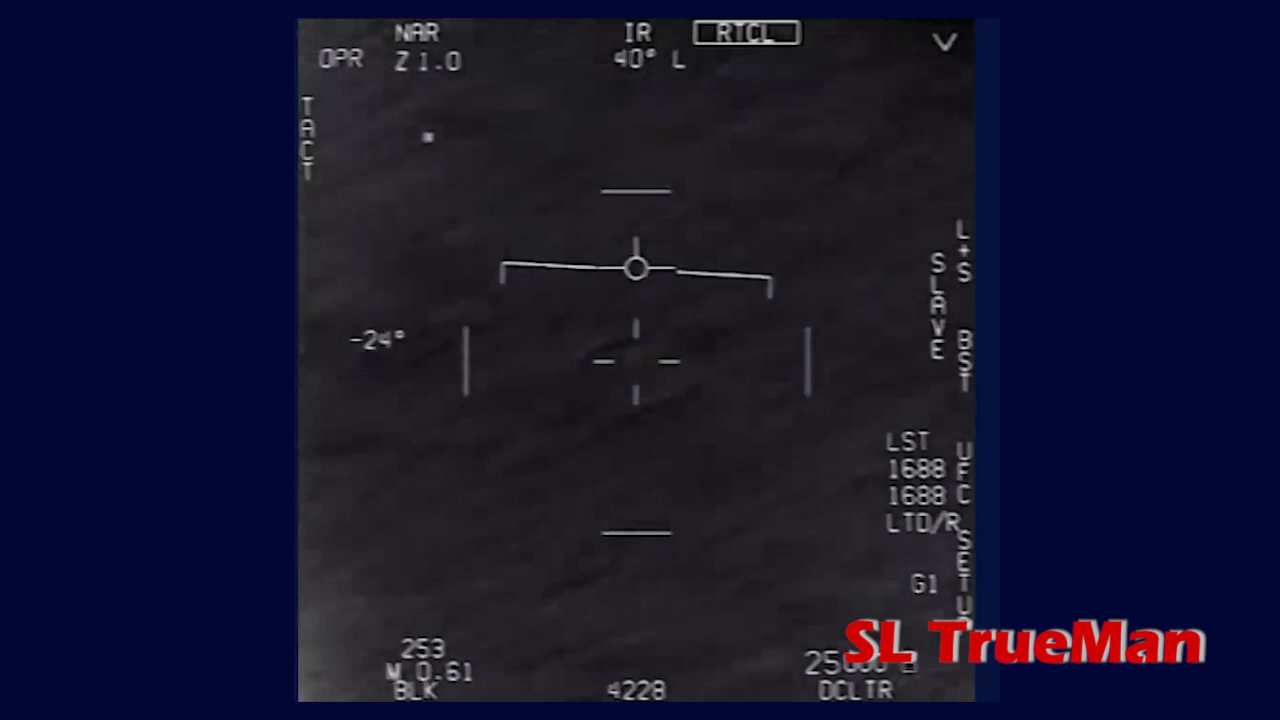 NAR IR RTCL
OPR Z 1.0 40° L
TACT
-24°
L+S BST
SLAVE
LST
1688
1688
LTD/R
UFC
SETUP
G1
253
M 0.61
BLK
4228
DCLTR
SL TrueMan